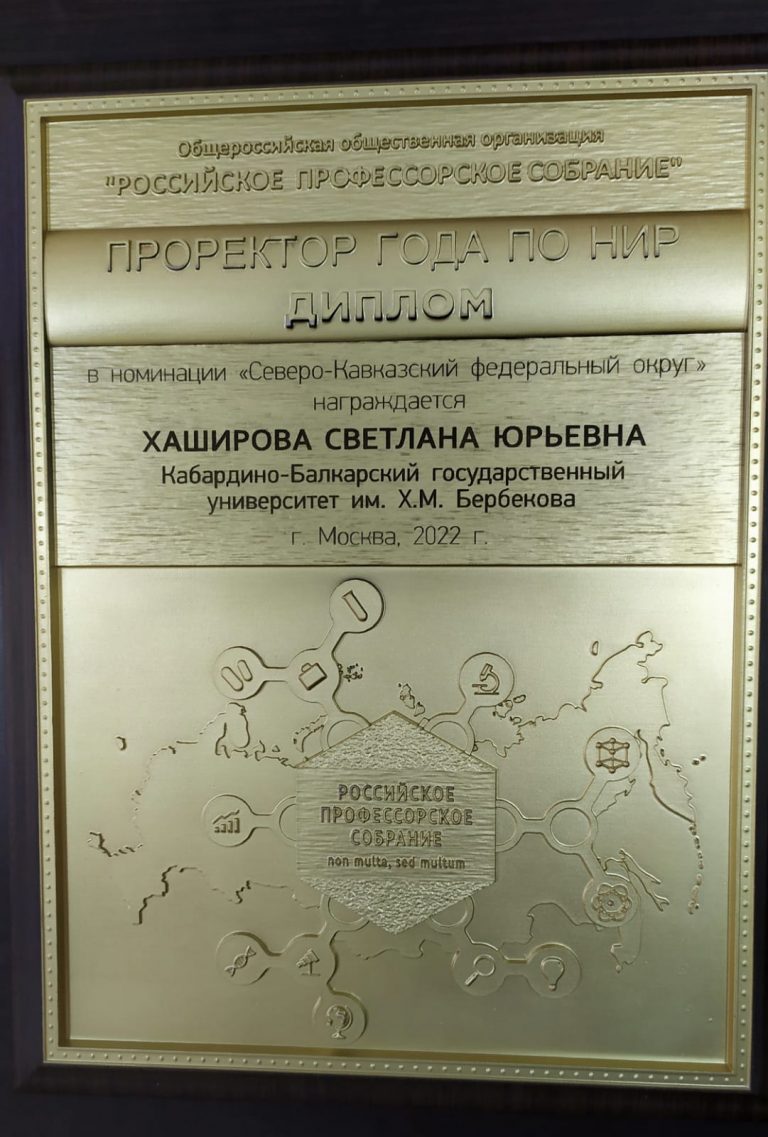 Общероссийская общественная организация
"РОССИЙСКОЕ ПРОФЕССОРСКОЕ СОБРАНИЕ"
ПРОРЕКТОР ГОДА ПО НИР
ДИПЛОМ
в номинации «Северо-Кавказский федеральный округ»
награждается
ХАШИРОВА СВЕТЛАНА ЮРЬЕВНА
Кабардино-Балкарский государственный
университет им. Х.М. Бербекова
г. Москва, 2022 г.
РОССИЙСКОЕ
ПРОФЕССОРСКОЕ
СОБРАНИЕ
non multa, sed multum